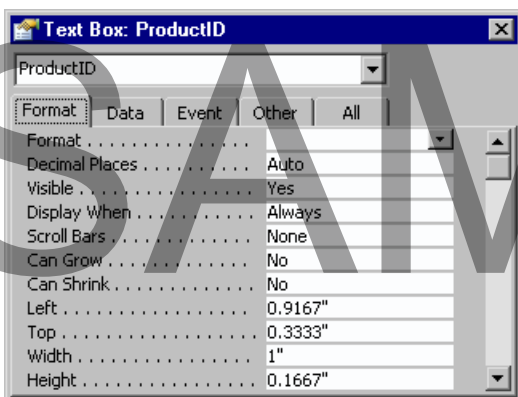 Text Box: ProductID
ProductID
Format Data Event Other All
Format . . . . . . . . . . . . . . .
Decimal Places . . . . . . . . . . . Auto
Visible . . . . . . . . . . . . . . . . Yes
Display When . . . . . . . . . . . Always
Scroll Bars . . . . . . . . . . . . . None
Can Grow . . . . . . . . . . . . . . No
Can Shrink . . . . . . . . . . . . . No
Left . . . . . . . . . . . . . . . . . . 0.9167"
Top . . . . . . . . . . . . . . . . . . 0.3333"
Width . . . . . . . . . . . . . . . . 1"
Height . . . . . . . . . . . . . . . . 0.1667"
SAM